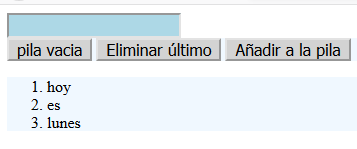 pila vacia Eliminar último Añadir a la pila
1. hoy
2. es
3. lunes